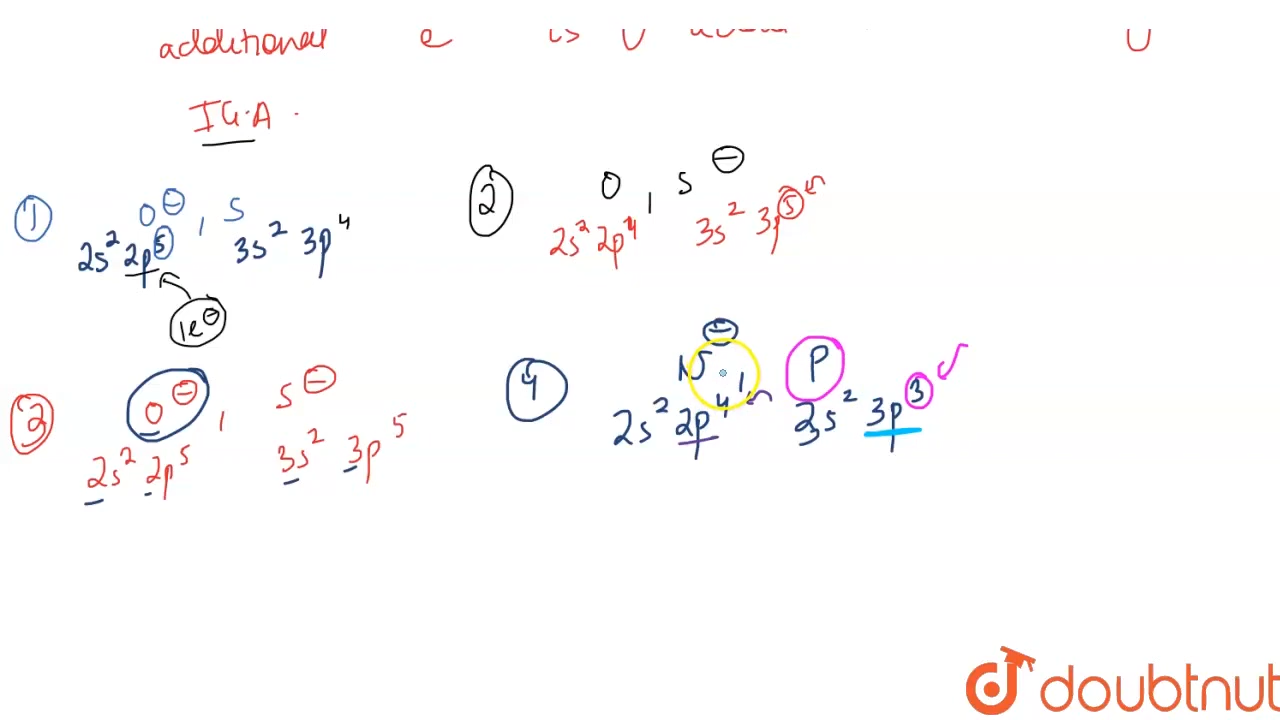 additional e is
I G.A.
① O⊖, S
2s² 2p⁵ 3s² 3p⁴
1e⊖
② O, S⊖
2s² 2p⁴ 3s² 3p⁵
③ O⊖, S⊖
2s² 2p⁵ 3s² 3p⁵
④ N⊖, P
2s² 2p⁴ 3s² 3p³
doubtnut